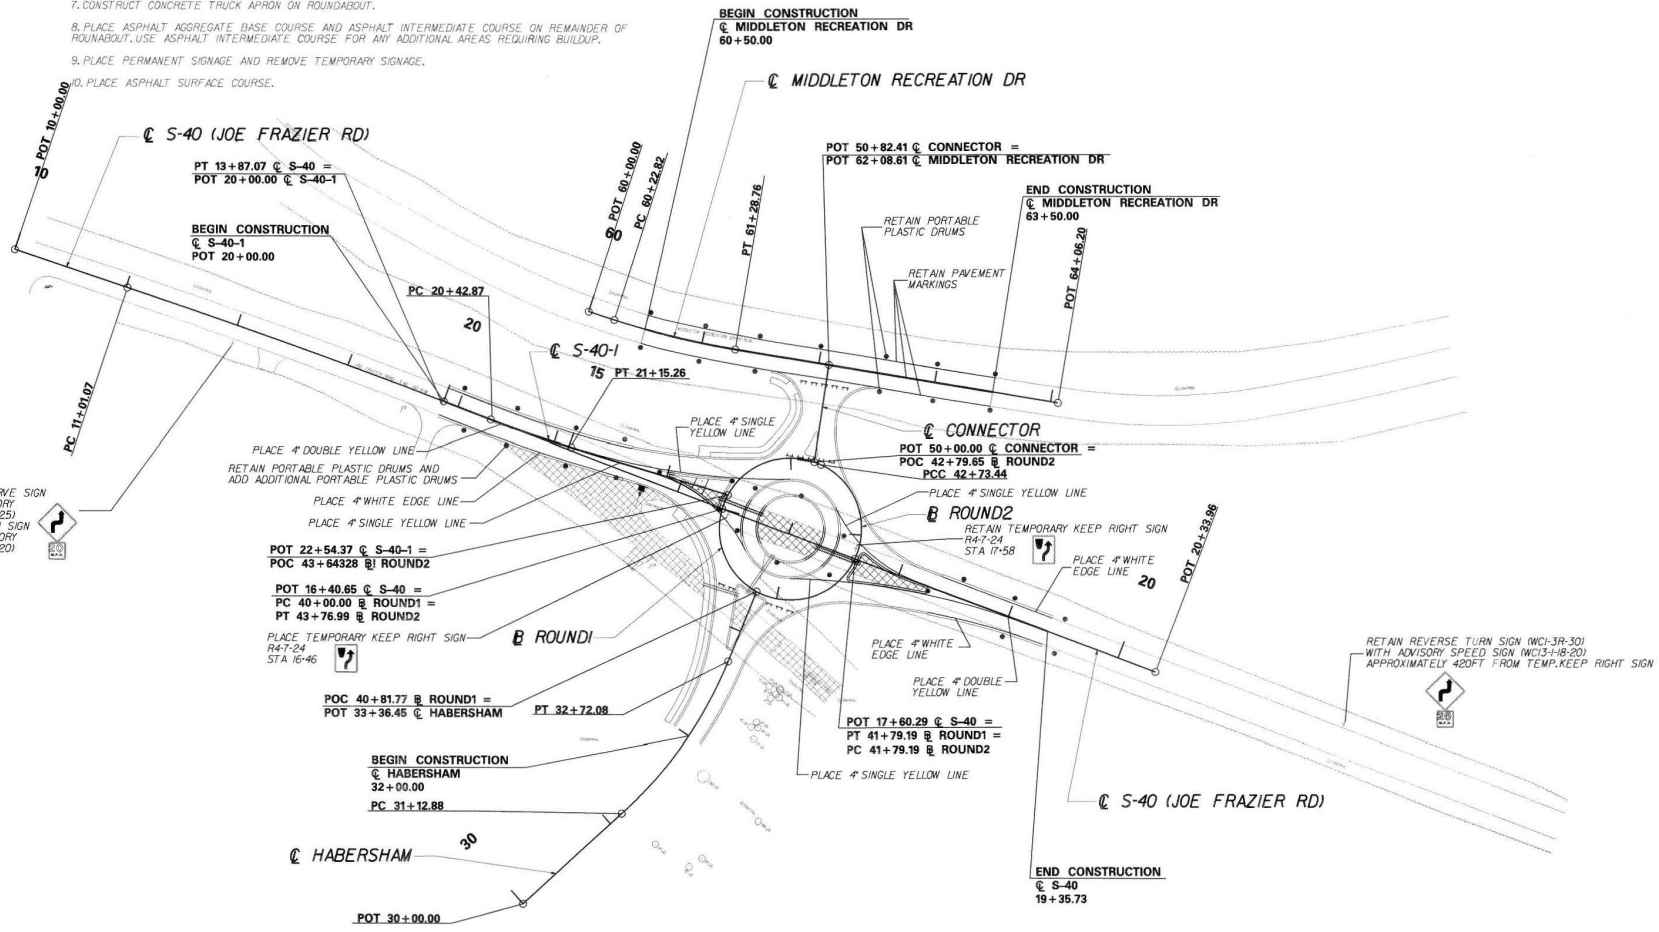 7. CONSTRUCT CONCRETE TRUCK APRON ON ROUNDABOUT.
8. PLACE ASPHALT AGGREGATE BASE COURSE AND ASPHALT INTERMEDIATE COURSE ON REMAINDER OF
ROUNABOUT. USE ASPHALT INTERMEDIATE COURSE FOR ANY ADDITIONAL AREAS REQUIRING BUILDUP.
9. PLACE PERMANENT SIGNAGE AND REMOVE TEMPORARY SIGNAGE.
10. PLACE ASPHALT SURFACE COURSE.
BEGIN CONSTRUCTION
℄ MIDDLETON RECREATION DR
60+50.00
℄ MIDDLETON RECREATION DR
POT 10+00.00
10
℄ S-40 (JOE FRAZIER RD)
PT 13+87.07 ℄ S-40 =
POT 20+00.00 ℄ S-40-1
BEGIN CONSTRUCTION
℄ S-40-1
POT 20+00.00
POT 60+00.00
60
PC 60+22.82
PT 61+28.76
POT 50+82.41 ℄ CONNECTOR =
POT 62+08.61 ℄ MIDDLETON RECREATION DR
END CONSTRUCTION
℄ MIDDLETON RECREATION DR
63+50.00
RETAIN PORTABLE
PLASTIC DRUMS
RETAIN PAVEMENT
MARKINGS
POT 64+06.20
PC 20+42.87
20
℄ S-40-1
15
PT 21+15.26
PC 11+01.07
PLACE 4" SINGLE
YELLOW LINE
℄ CONNECTOR
POT 50+00.00 ℄ CONNECTOR =
POC 42+79.65 B ROUND2
PCC 42+73.44
PLACE 4" DOUBLE YELLOW LINE
RETAIN PORTABLE PLASTIC DRUMS AND
ADD ADDITIONAL PORTABLE PLASTIC DRUMS
PLACE 4" WHITE EDGE LINE
PLACE 4" SINGLE YELLOW LINE
PLACE 4" SINGLE YELLOW LINE
B ROUND2
RETAIN TEMPORARY KEEP RIGHT SIGN
R4-7-24
STA 17+58
PLACE 4" WHITE
EDGE LINE
20
POT 20+33.96
RVE SIGN
ORY
25)
SIGN
ORY
20)
20
M.P.H.
POT 22+54.37 ℄ S-40-1 =
POC 43+64328 B! ROUND2
POT 16+40.65 ℄ S-40 =
PC 40+00.00 B ROUND1 =
PT 43+76.99 B ROUND2
PLACE TEMPORARY KEEP RIGHT SIGN
R4-7-24
STA 16+46
B ROUND1
PLACE 4" WHITE
EDGE LINE
PLACE 4" DOUBLE
YELLOW LINE
RETAIN REVERSE TURN SIGN (WC1-3R-30)
WITH ADVISORY SPEED SIGN (WC13-1-18-20)
APPROXIMATELY 420FT FROM TEMP. KEEP RIGHT SIGN
20
M.P.H.
POC 40+81.77 B ROUND1 =
POT 33+36.45 ℄ HABERSHAM
PT 32+72.08
POT 17+60.29 ℄ S-40 =
PT 41+79.19 B ROUND1 =
PC 41+79.19 B ROUND2
PLACE 4" SINGLE YELLOW LINE
BEGIN CONSTRUCTION
℄ HABERSHAM
32+00.00
PC 31+12.88
℄ S-40 (JOE FRAZIER RD)
30
℄ HABERSHAM
END CONSTRUCTION
℄ S-40
19+35.73
POT 30+00.00